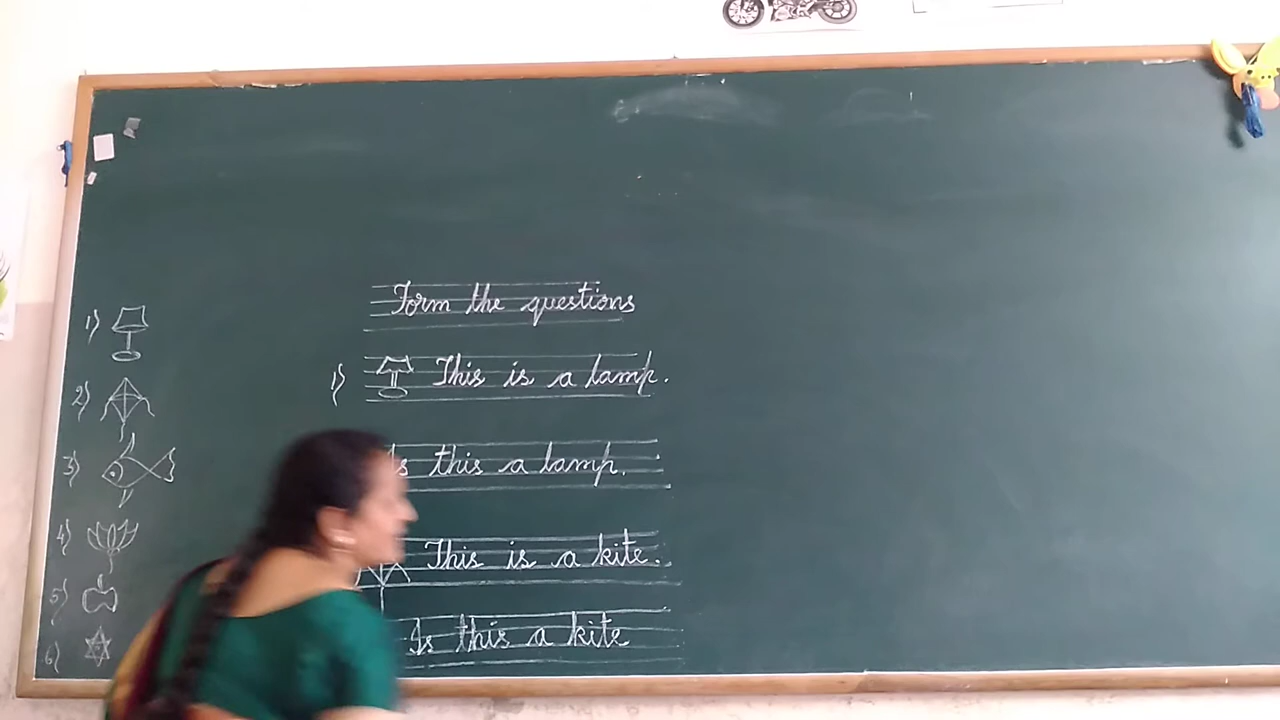 Form the questions
1) This is a lamp.
Is this a lamp.
This is a kite.
Is this a kite
1)
2)
3)
4)
5)
6)